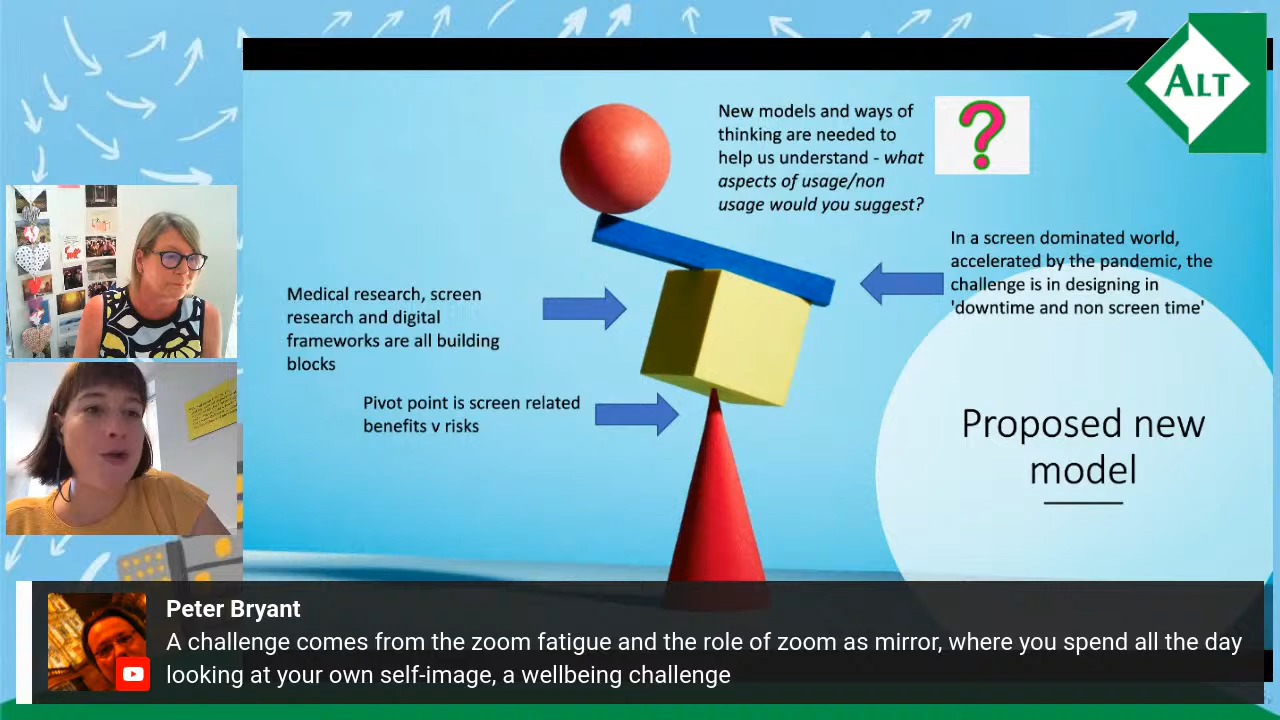 ALT
New models and ways of
thinking are needed to
help us understand - what
aspects of usage/non
usage would you suggest?
?
In a screen dominated world,
accelerated by the pandemic, the
challenge is in designing in
'downtime and non screen time'
Medical research, screen
research and digital
frameworks are all building
blocks
Pivot point is screen related
benefits v risks
Proposed new
model
Peter Bryant
A challenge comes from the zoom fatigue and the role of zoom as mirror, where you spend all the day
looking at your own self-image, a wellbeing challenge